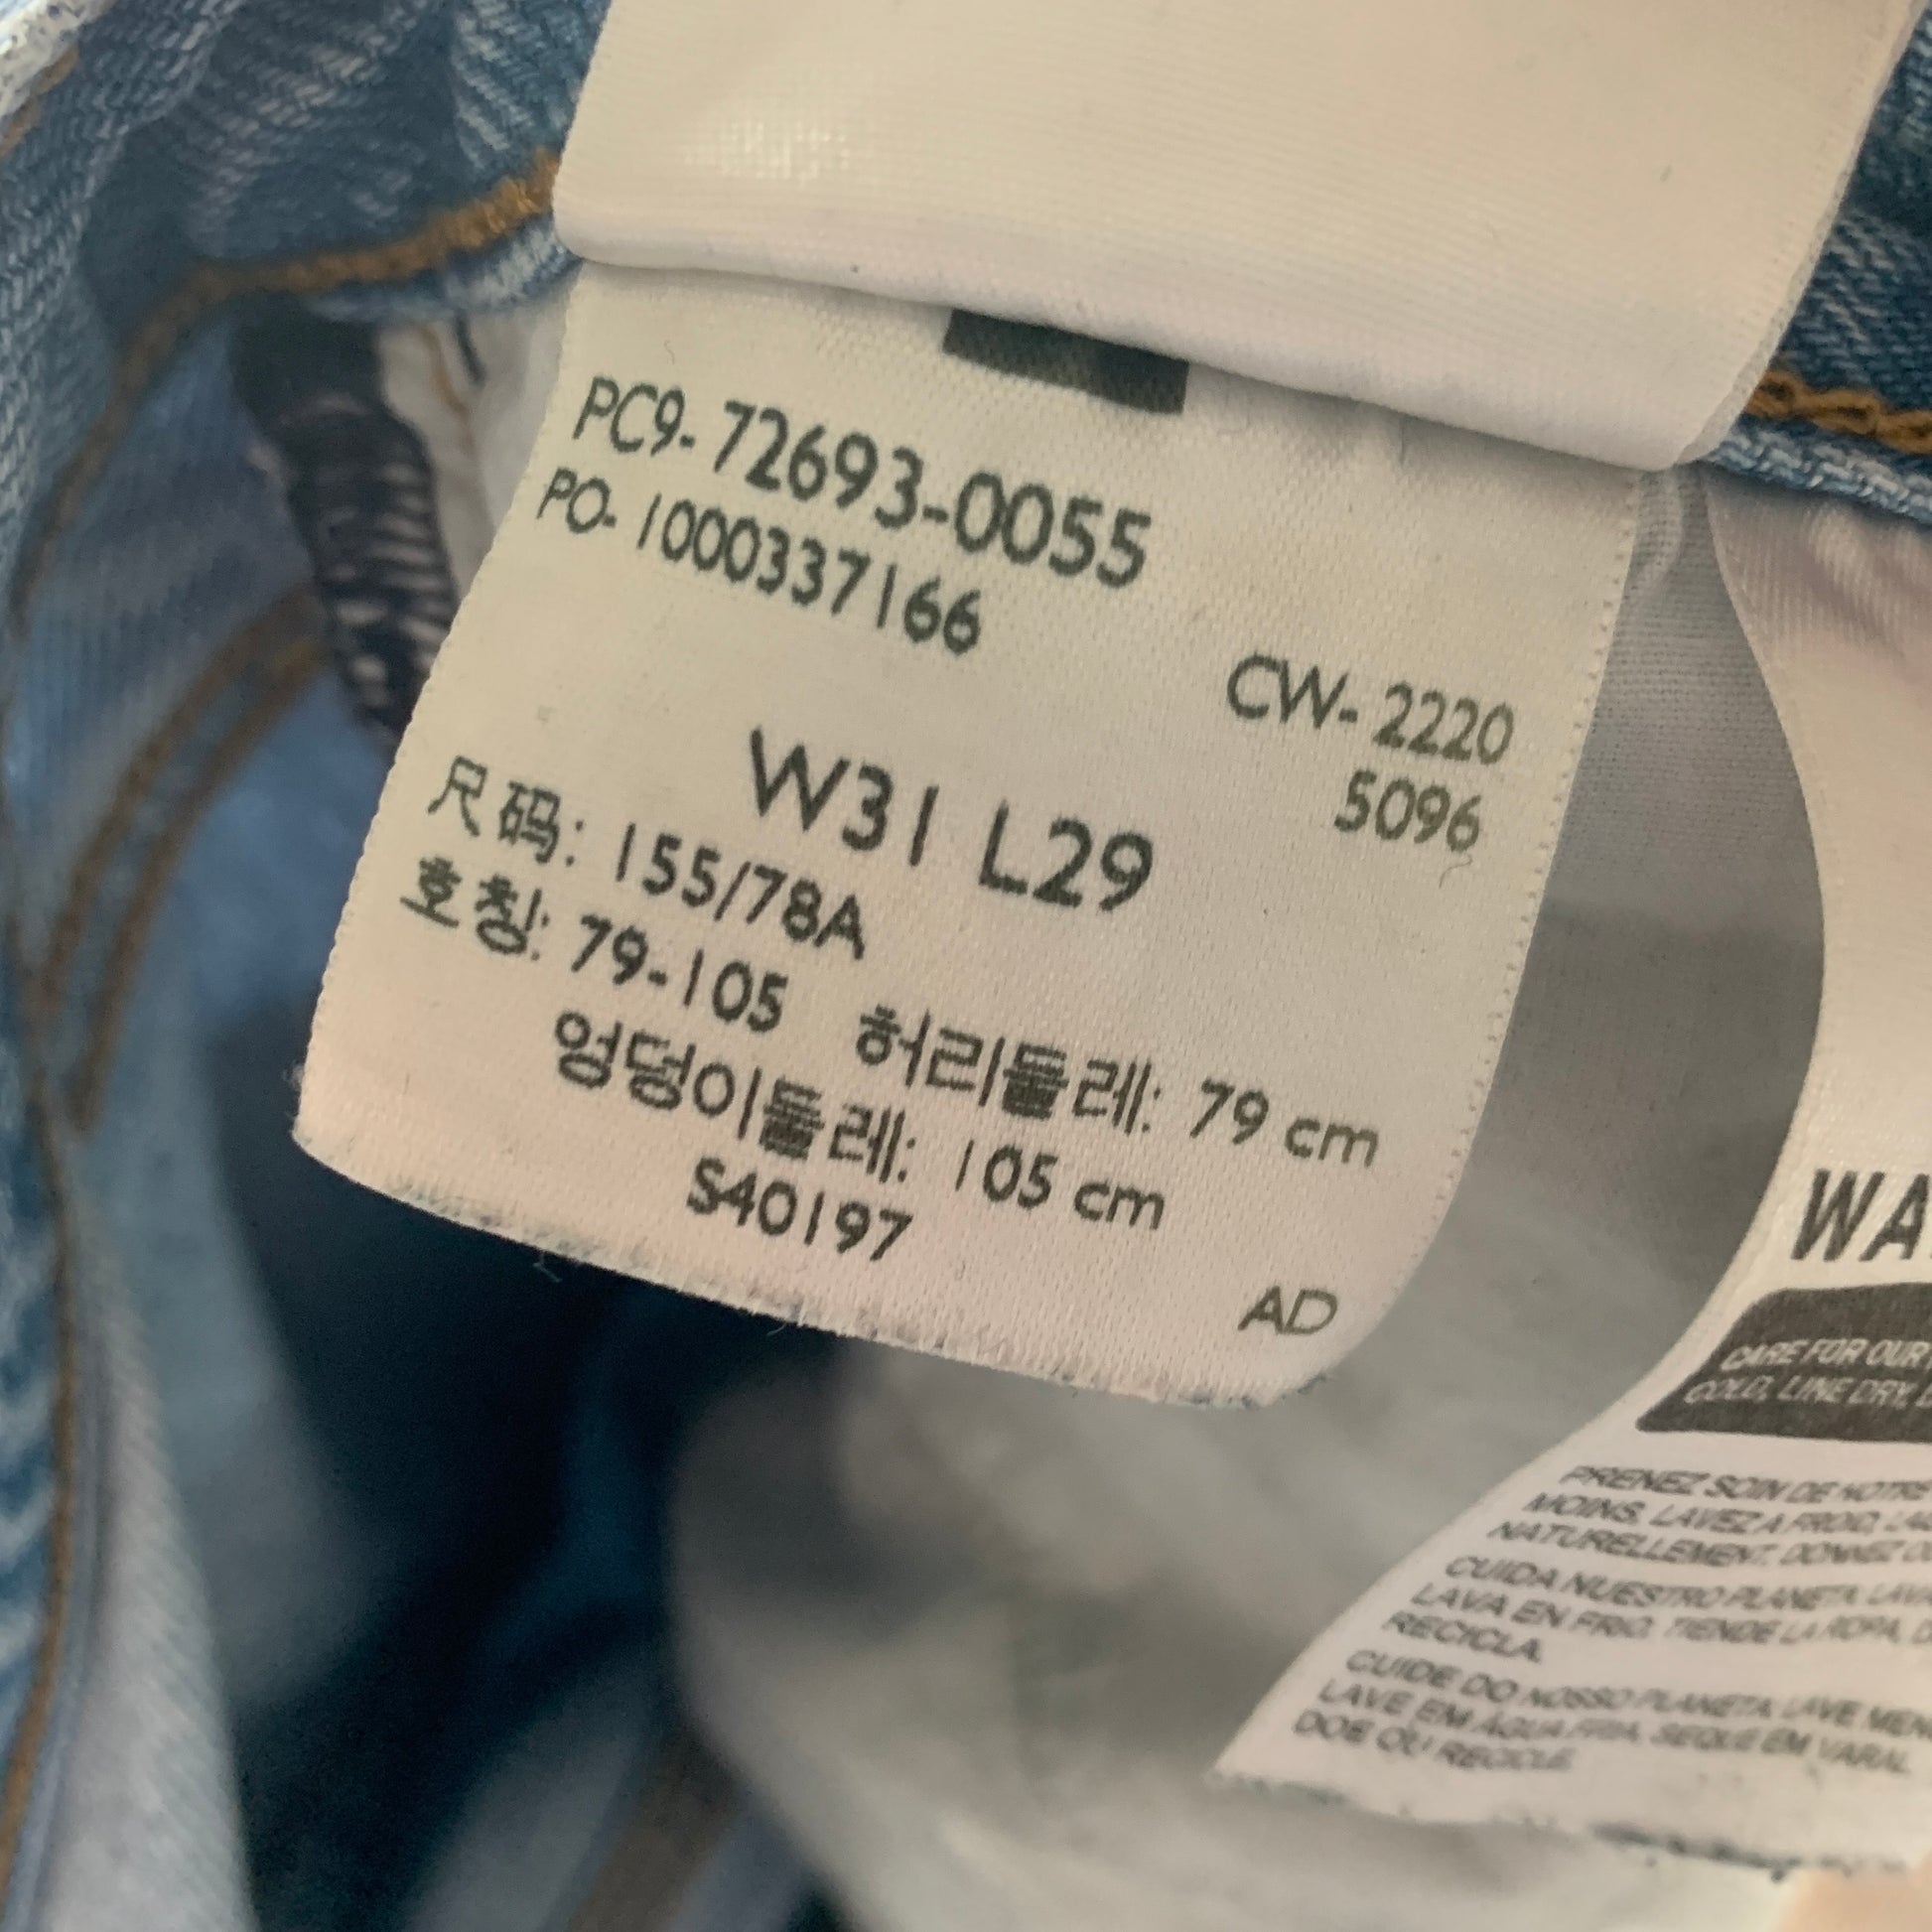 PC9-72693-0055
PO-1000337166
CW-2220
5096
W31 L29
尺码: 155/78A
호칭: 79-105 허리둘레: 79 cm
엉덩이둘레: 105 cm
S40197
AD
WA
CARE FOR OUR
COLD, LINE DRY,
PRENEZ SOIN DE NOTRE
MOINS, LAVEZ A FROID,
NATURELLEMENT, DONNEZ
CUIDA NUESTRO PLANETA
LAVA EN FRIO, TIENDE LA ROPA,
RECICLA.
CUIDE DO NOSSO PLANETA LAVE
LAVE EM ÁGUA FRIA, SEQUE EM VARAL
DOE OU RECICLE.